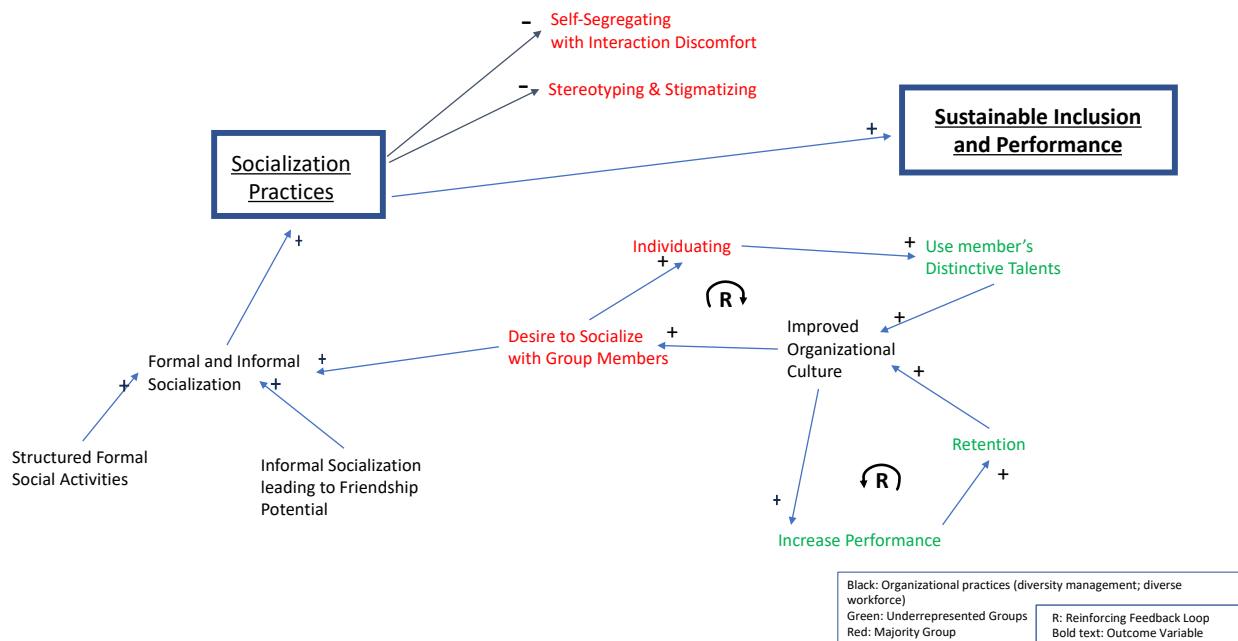 Self-Segregating
with Interaction Discomfort
–
Stereotyping & Stigmatizing
–
Sustainable Inclusion
and Performance
+
Socialization
Practices
+
Individuating
+
Use member's
Distinctive Talents
+
R
Desire to Socialize
with Group Members
+
Improved
Organizational
Culture
+
Formal and Informal
Socialization
+
+
+
Structured Formal
Social Activities
Informal Socialization
leading to Friendship
Potential
Retention
+
+
R
Increase Performance
+
Black: Organizational practices (diversity management; diverse
workforce)
Green: Underrepresented Groups
Red: Majority Group
R: Reinforcing Feedback Loop
Bold text: Outcome Variable